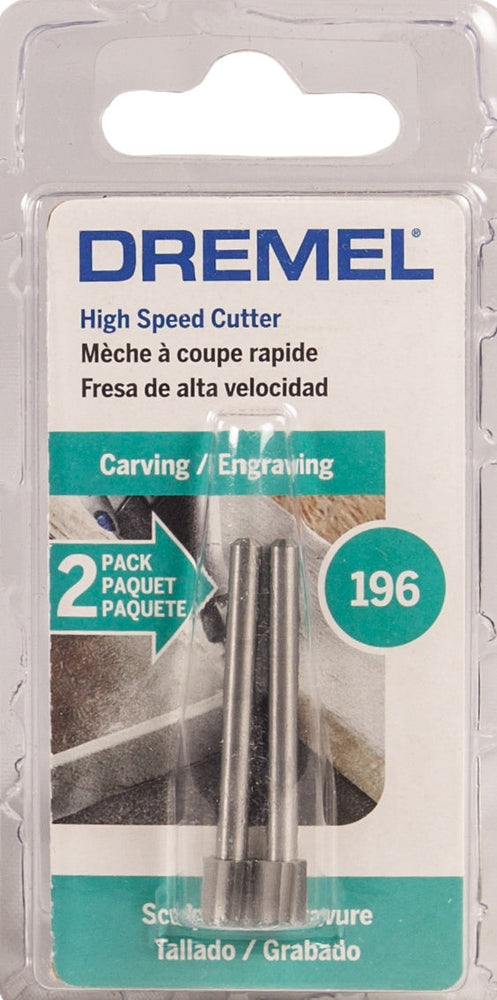 DREMEL®
High Speed Cutter
Mèche à coupe rapide
Fresa de alta velocidad
Carving / Engraving
2 PACK
PAQUET
PAQUETE
196
Tallado / Grabado